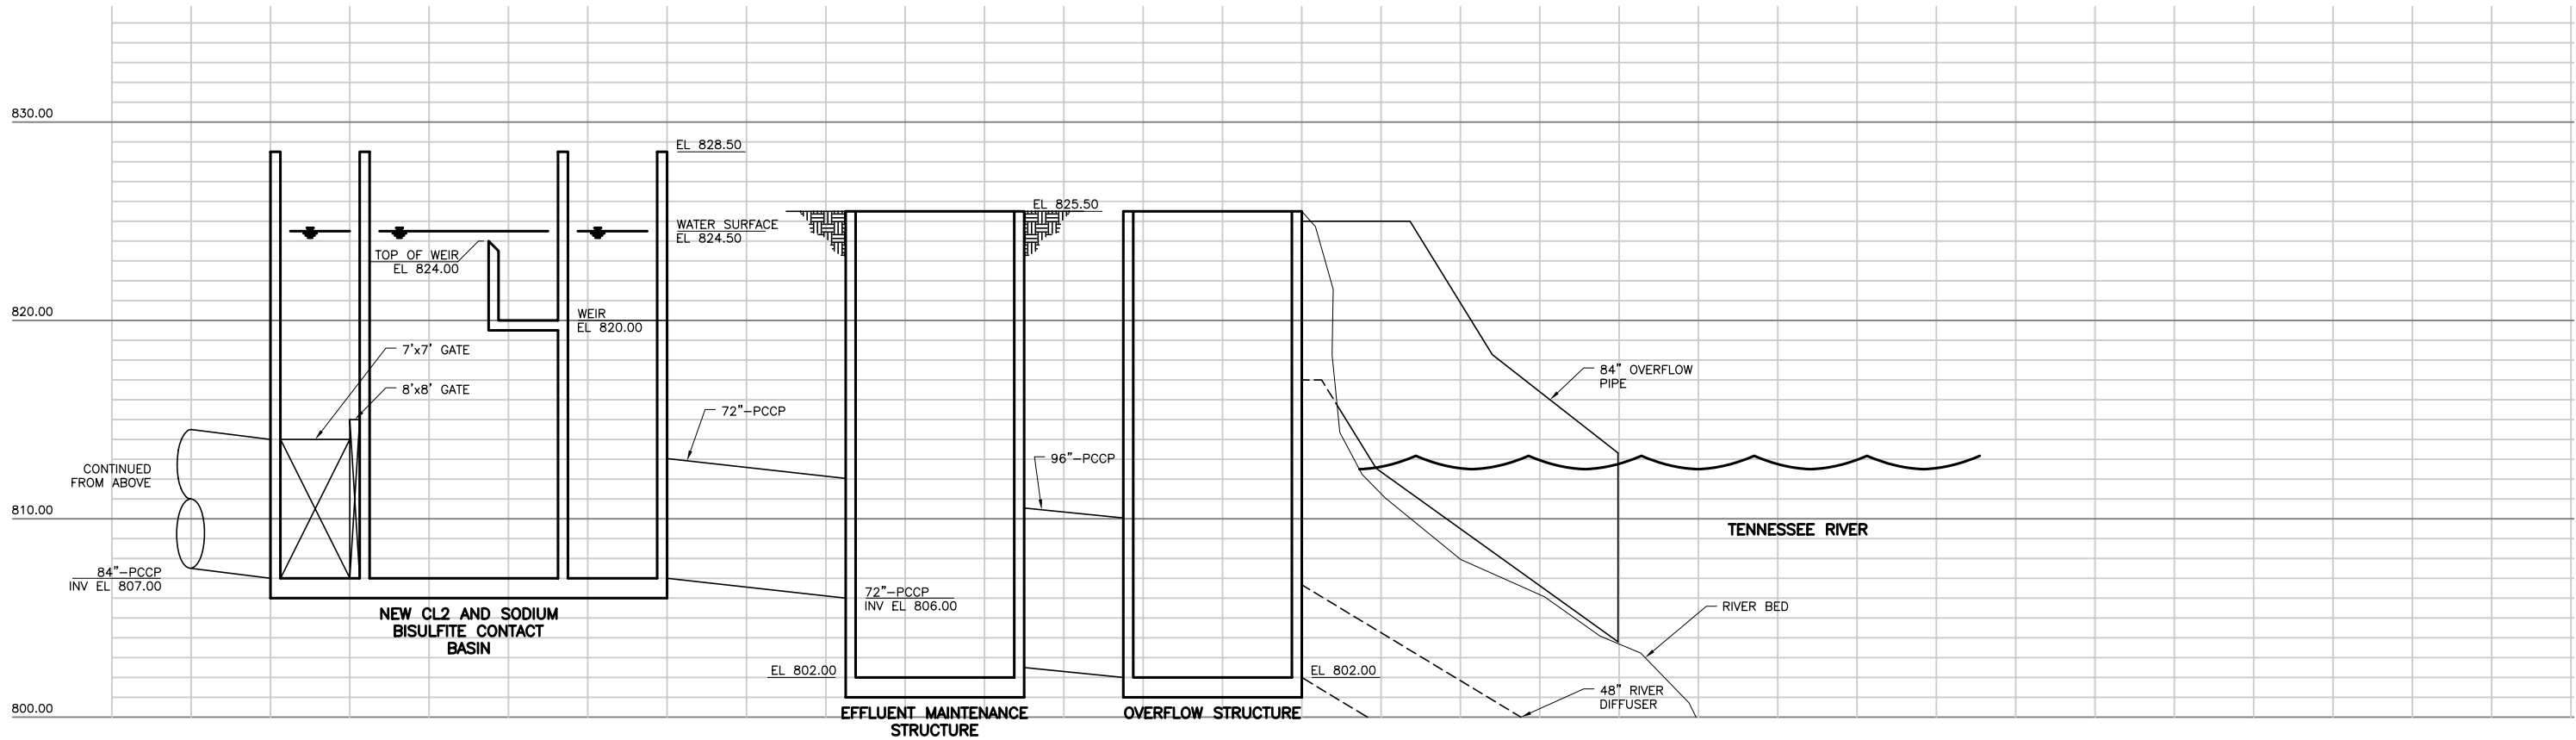 830.00
EL 828.50
EL 825.50
WATER SURFACE
EL 824.50
TOP OF WEIR
EL 824.00
820.00
WEIR
EL 820.00
7'x7' GATE
8'x8' GATE
84" OVERFLOW
PIPE
72"-PCCP
96"-PCCP
CONTINUED
FROM ABOVE
810.00
TENNESSEE RIVER
84"-PCCP
INV EL 807.00
72"-PCCP
INV EL 806.00
RIVER BED
NEW CL2 AND SODIUM
BISULFITE CONTACT
BASIN
EL 802.00
EL 802.00
48" RIVER
DIFFUSER
800.00
EFFLUENT MAINTENANCE
STRUCTURE
OVERFLOW STRUCTURE